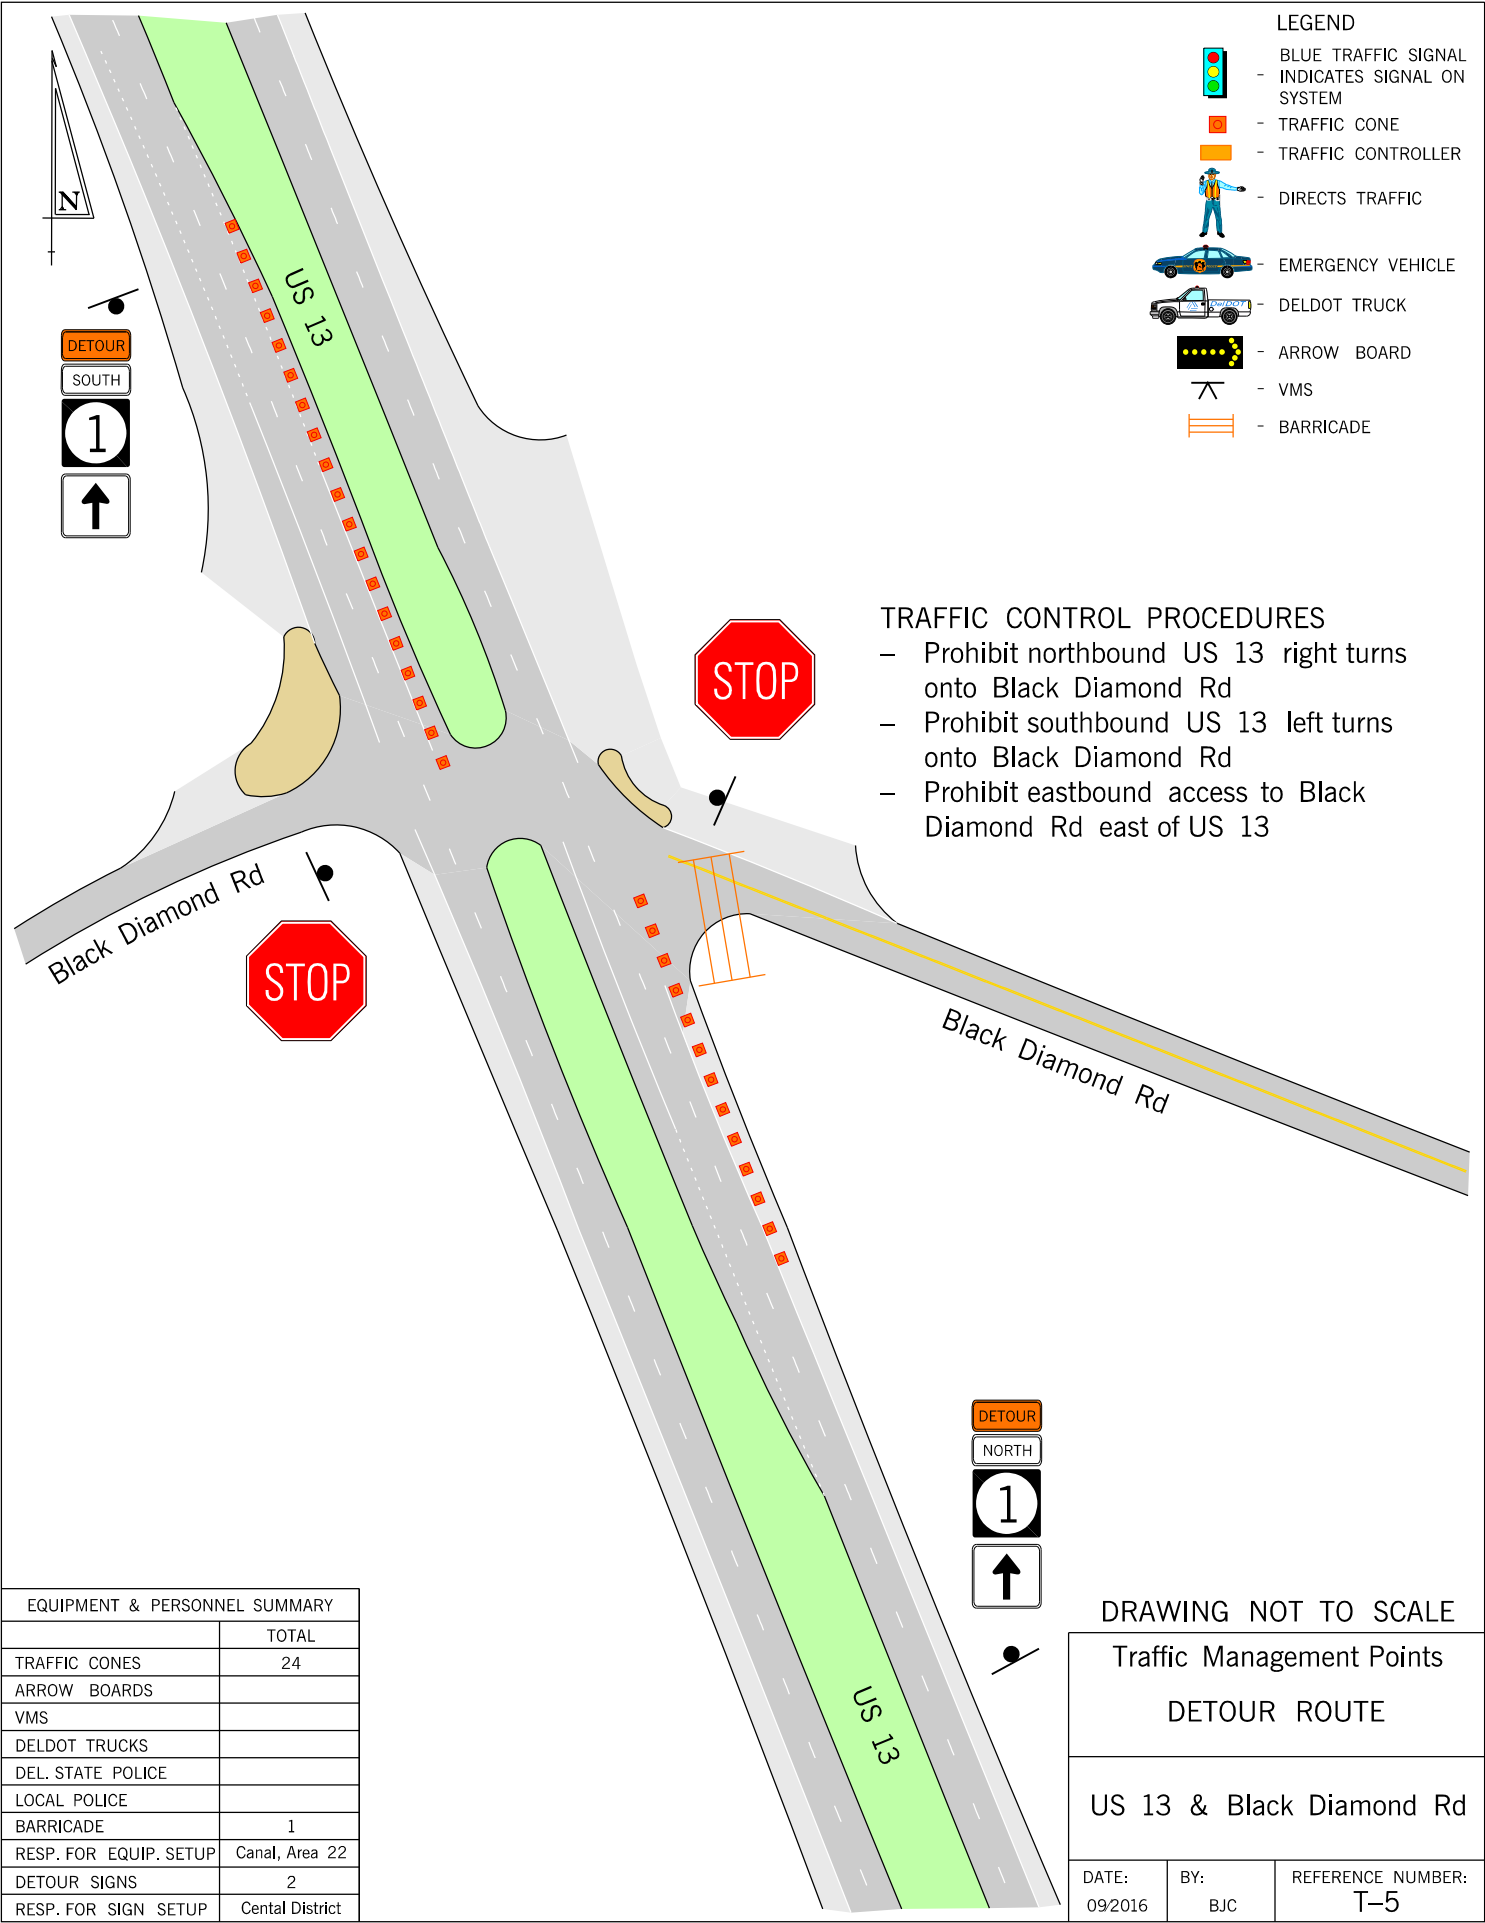 LEGEND
BLUE TRAFFIC SIGNAL
- INDICATES SIGNAL ON
SYSTEM
- TRAFFIC CONE
- TRAFFIC CONTROLLER
- DIRECTS TRAFFIC
- EMERGENCY VEHICLE
DelDOT
- DELDOT TRUCK
- ARROW BOARD
- VMS
- BARRICADE
N
US 13
DETOUR
SOUTH
1
TRAFFIC CONTROL PROCEDURES
– Prohibit northbound US 13 right turns
onto Black Diamond Rd
– Prohibit southbound US 13 left turns
onto Black Diamond Rd
– Prohibit eastbound access to Black
Diamond Rd east of US 13
STOP
Black Diamond Rd
STOP
Black Diamond Rd
DETOUR
NORTH
1
US 13
EQUIPMENT & PERSONNEL SUMMARY
TOTAL
TRAFFIC CONES 24
ARROW BOARDS
VMS
DELDOT TRUCKS
DEL. STATE POLICE
LOCAL POLICE
BARRICADE 1
RESP. FOR EQUIP. SETUP Canal, Area 22
DETOUR SIGNS 2
RESP. FOR SIGN SETUP Cental District
DRAWING NOT TO SCALE
Traffic Management Points
DETOUR ROUTE
US 13 & Black Diamond Rd
DATE: BY: REFERENCE NUMBER:
09/2016 BJC T–5